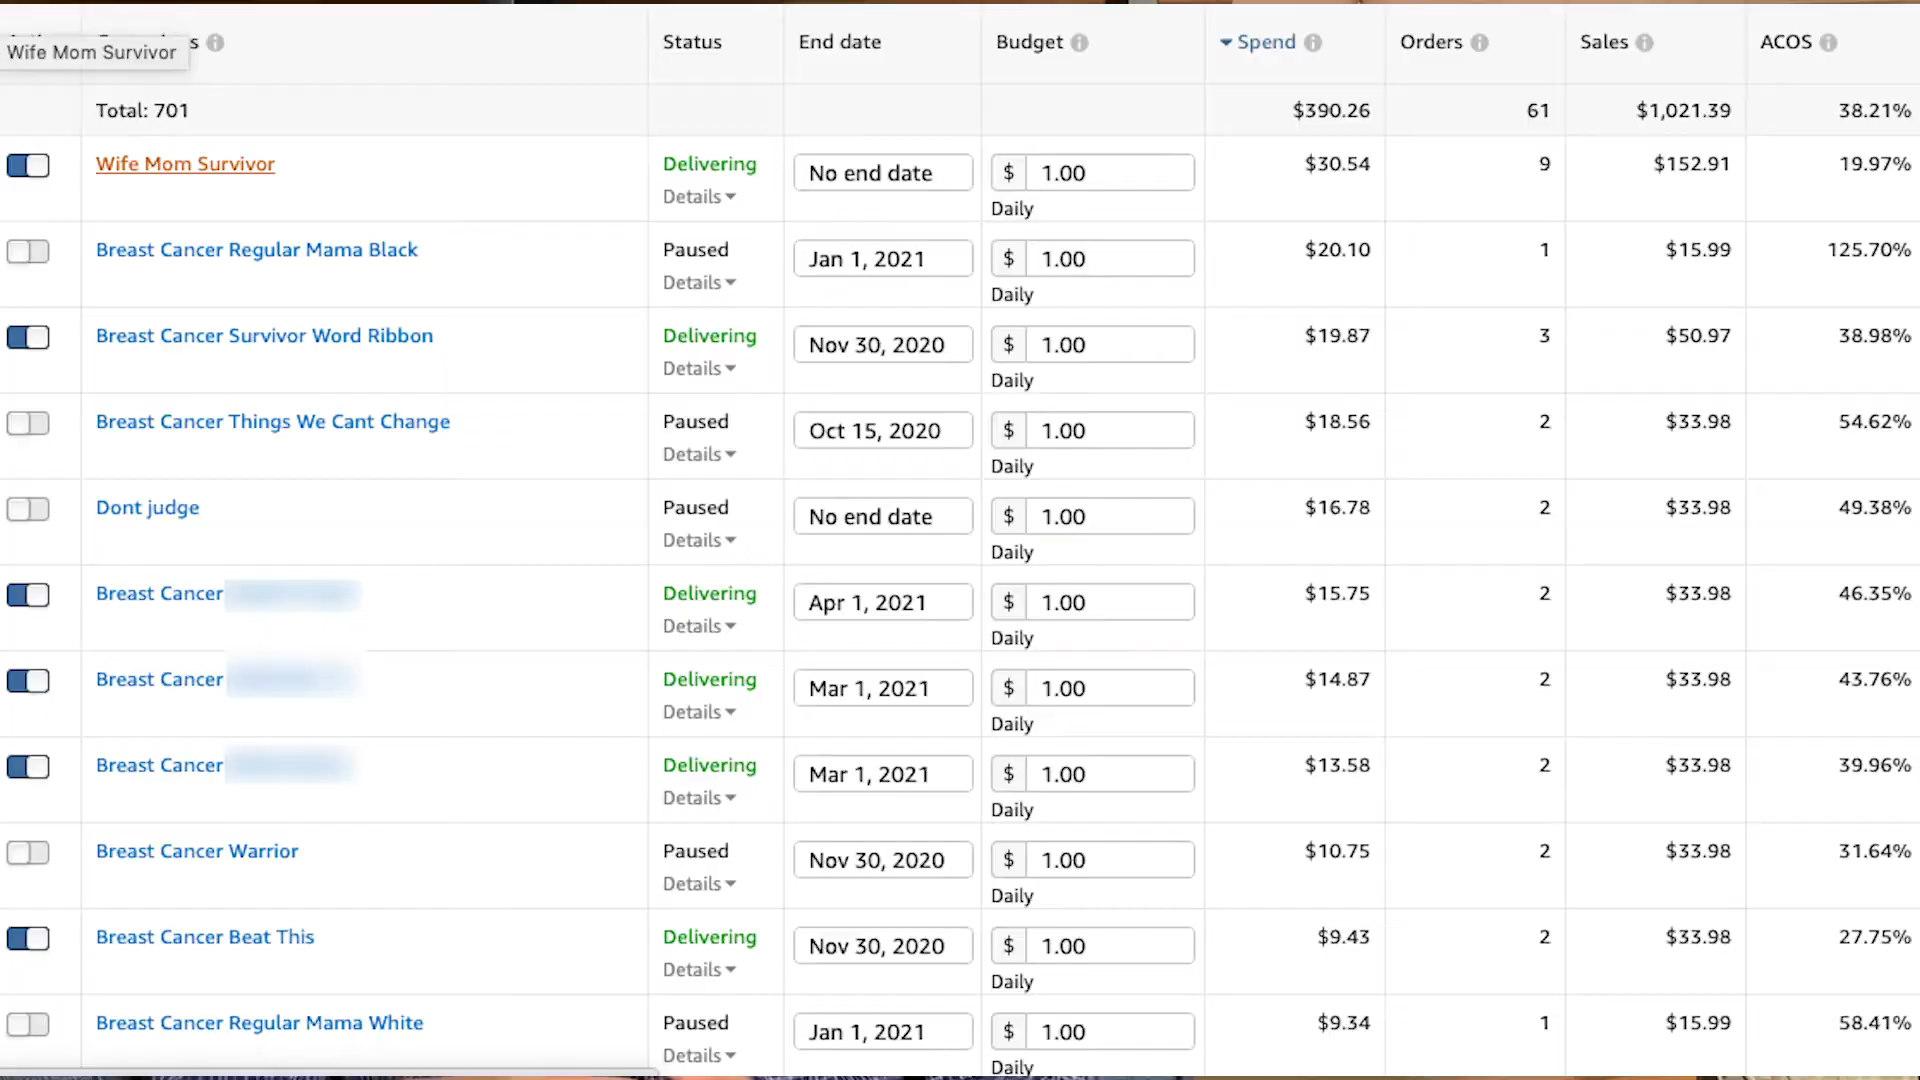 s Status End date Budget Spend Orders Sales ACOS
Wife Mom Survivor
Total: 701 $390.26 61 $1,021.39 38.21%
Wife Mom Survivor Delivering No end date $ 1.00 $30.54 9 $152.91 19.97%
Details Daily
Breast Cancer Regular Mama Black Paused Jan 1, 2021 $ 1.00 $20.10 1 $15.99 125.70%
Details Daily
Breast Cancer Survivor Word Ribbon Delivering Nov 30, 2020 $ 1.00 $19.87 3 $50.97 38.98%
Details Daily
Breast Cancer Things We Cant Change Paused Oct 15, 2020 $ 1.00 $18.56 2 $33.98 54.62%
Details Daily
Dont judge Paused No end date $ 1.00 $16.78 2 $33.98 49.38%
Details Daily
Breast Cancer Delivering Apr 1, 2021 $ 1.00 $15.75 2 $33.98 46.35%
Details Daily
Breast Cancer Delivering Mar 1, 2021 $ 1.00 $14.87 2 $33.98 43.76%
Details Daily
Breast Cancer Delivering Mar 1, 2021 $ 1.00 $13.58 2 $33.98 39.96%
Details Daily
Breast Cancer Warrior Paused Nov 30, 2020 $ 1.00 $10.75 2 $33.98 31.64%
Details Daily
Breast Cancer Beat This Delivering Nov 30, 2020 $ 1.00 $9.43 2 $33.98 27.75%
Details Daily
Breast Cancer Regular Mama White Paused Jan 1, 2021 $ 1.00 $9.34 1 $15.99 58.41%
Details Daily